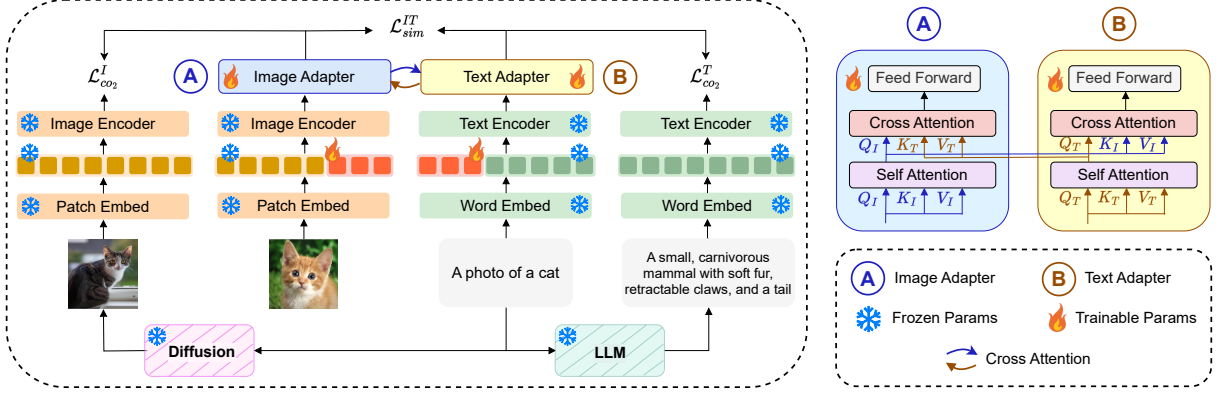 $\mathcal{L}_{sim}^{IT}$
$\mathcal{L}_{co_2}^{I}$
A
Image Adapter
Text Adapter
B
$\mathcal{L}_{co_2}^{T}$
Image Encoder
Image Encoder
Text Encoder
Text Encoder
Patch Embed
Patch Embed
Word Embed
Word Embed
A photo of a cat
A small, carnivorous
mammal with soft fur,
retractable claws, and a tail
Diffusion
LLM
A
Feed Forward
Cross Attention
$Q_I$ $K_T$ $V_T$
Self Attention
$Q_I$ $K_I$ $V_I$
B
Feed Forward
Cross Attention
$Q_T$ $K_I$ $V_I$
Self Attention
$Q_T$ $K_T$ $V_T$
A Image Adapter
B Text Adapter
Frozen Params
Trainable Params
Cross Attention